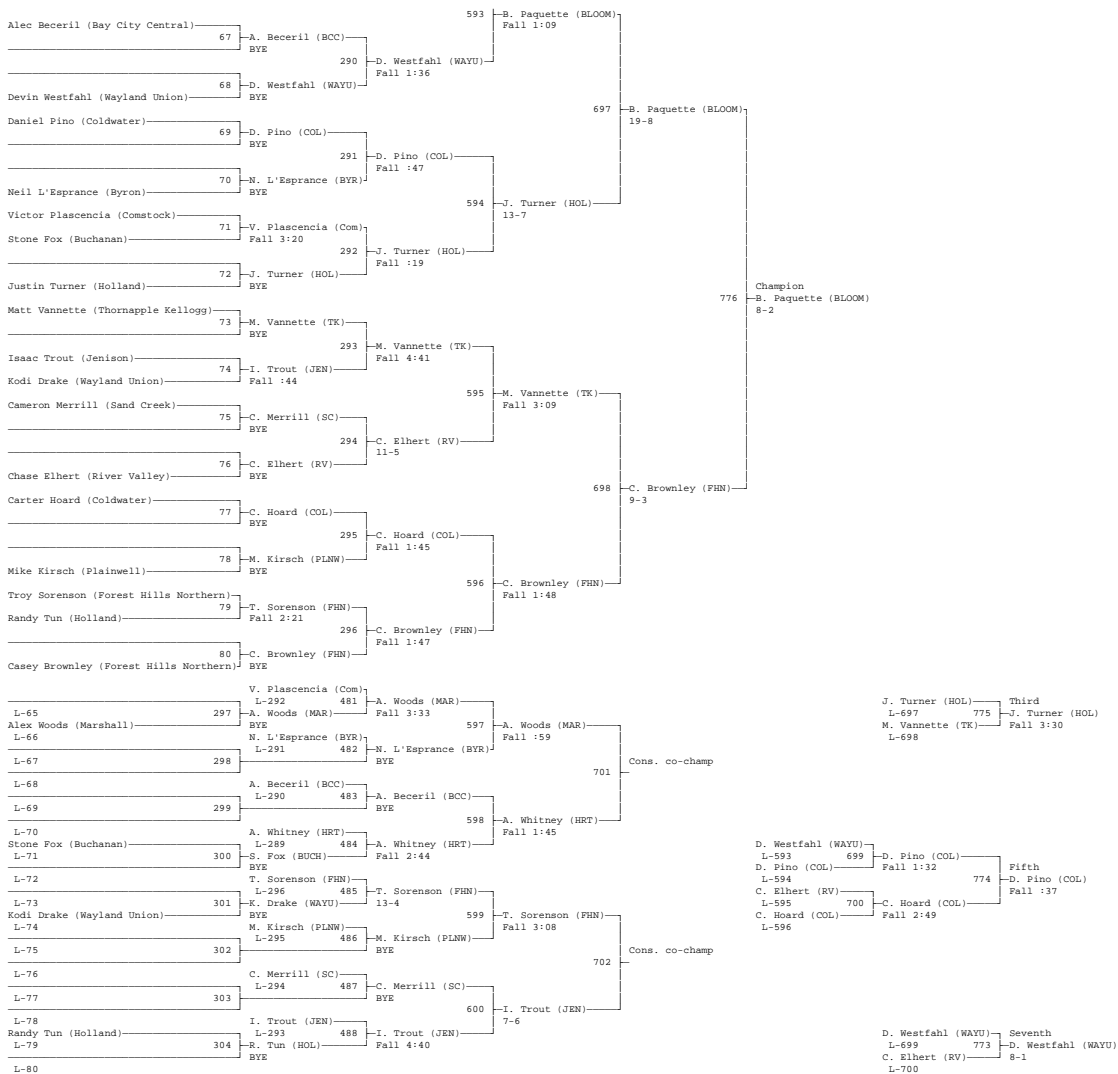 593 B. Paquette (BLOOM)
Alec Beceril (Bay City Central) Fall 1:09
67 A. Beceril (BCC)
BYE
290 D. Westfahl (WAYU)
Fall 1:36
68 D. Westfahl (WAYU)
Devin Westfahl (Wayland Union) BYE
697 B. Paquette (BLOOM)
Daniel Pino (Coldwater) 19-8
69 D. Pino (COL)
BYE
291 D. Pino (COL)
Fall :47
70 N. L'Esprance (BYR)
Neil L'Esprance (Byron) BYE
594 J. Turner (HOL)
Victor Plascencia (Comstock) 13-7
71 V. Plascencia (Com)
Stone Fox (Buchanan) Fall 3:20
292 J. Turner (HOL)
Fall :19
72 J. Turner (HOL)
Justin Turner (Holland) BYE Champion
776 B. Paquette (BLOOM)
Matt Vannette (Thornapple Kellogg) 8-2
73 M. Vannette (TK)
BYE
293 M. Vannette (TK)
Isaac Trout (Jenison) Fall 4:41
74 I. Trout (JEN)
Kodi Drake (Wayland Union) Fall :44
595 M. Vannette (TK)
Cameron Merrill (Sand Creek) Fall 3:09
75 C. Merrill (SC)
BYE
294 C. Elhert (RV)
11-5
76 C. Elhert (RV)
Chase Elhert (River Valley) BYE
698 C. Brownley (FHN)
Carter Hoard (Coldwater) 9-3
77 C. Hoard (COL)
BYE
295 C. Hoard (COL)
Fall 1:45
78 M. Kirsch (PLNW)
Mike Kirsch (Plainwell) BYE
596 C. Brownley (FHN)
Troy Sorenson (Forest Hills Northern) Fall 1:48
79 T. Sorenson (FHN)
Randy Tun (Holland) Fall 2:21
296 C. Brownley (FHN)
Fall 1:47
80 C. Brownley (FHN)
Casey Brownley (Forest Hills Northern) BYE
V. Plascencia (Com) J. Turner (HOL) Third
L-65 L-292 481 A. Woods (MAR) L-697 775 J. Turner (HOL)
297 A. Woods (MAR) Fall 3:33 M. Vannette (TK) Fall 3:30
Alex Woods (Marshall) BYE 597 A. Woods (MAR) L-698
L-66 N. L'Esprance (BYR) Fall :59
L-291 482 N. L'Esprance (BYR)
L-67 298 BYE
701 Cons. co-champ
L-68 A. Beceril (BCC)
L-290 483 A. Beceril (BCC)
L-69 299 BYE
598 A. Whitney (HRT)
L-70 A. Whitney (HRT) Fall 1:45
Stone Fox (Buchanan) L-289 484 A. Whitney (HRT) D. Westfahl (WAYU)
L-71 300 S. Fox (BUCH) Fall 2:44 L-593 699 D. Pino (COL)
BYE D. Pino (COL) Fall 1:32 Fifth
L-72 T. Sorenson (FHN) L-594 774 D. Pino (COL)
L-296 485 T. Sorenson (FHN) C. Elhert (RV) Fall :37
L-73 301 K. Drake (WAYU) 13-4 L-595 700 C. Hoard (COL)
Kodi Drake (Wayland Union) BYE 599 T. Sorenson (FHN) C. Hoard (COL) Fall 2:49
L-74 M. Kirsch (PLNW) Fall 3:08 L-596
L-295 486 M. Kirsch (PLNW)
L-75 302 BYE
702 Cons. co-champ
L-76 C. Merrill (SC)
L-294 487 C. Merrill (SC)
L-77 303 BYE
600 I. Trout (JEN)
L-78 I. Trout (JEN) 7-6
Randy Tun (Holland) L-293 488 I. Trout (JEN) D. Westfahl (WAYU) Seventh
L-79 304 R. Tun (HOL) Fall 4:40 L-699 773 D. Westfahl (WAYU)
BYE C. Elhert (RV) 8-1
L-80 L-700